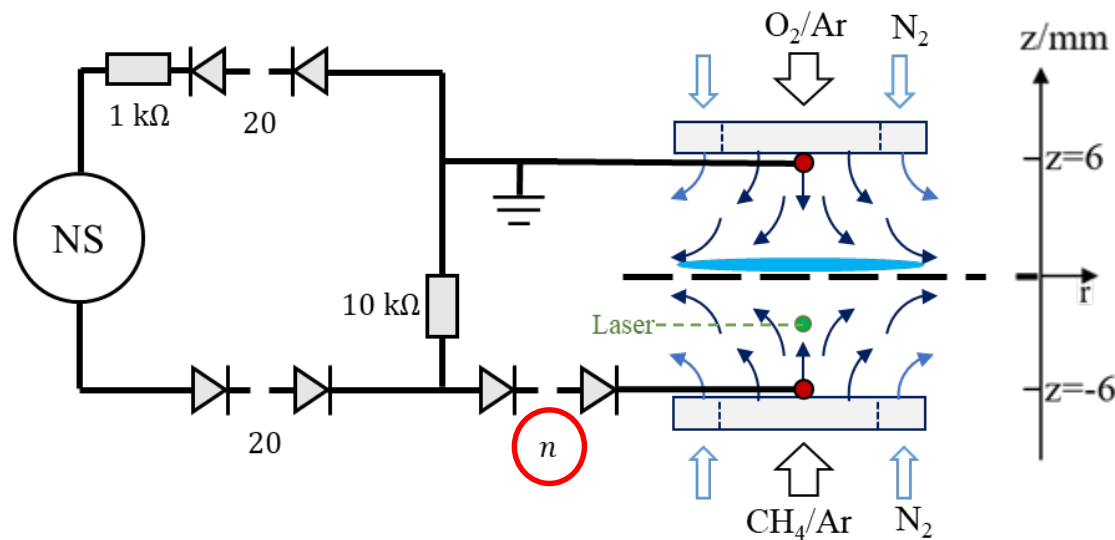 O₂/Ar
N₂
z/mm
1 kΩ
20
z=6
NS
10 kΩ
Laser
r
20
n
z=-6
CH₄/Ar
N₂